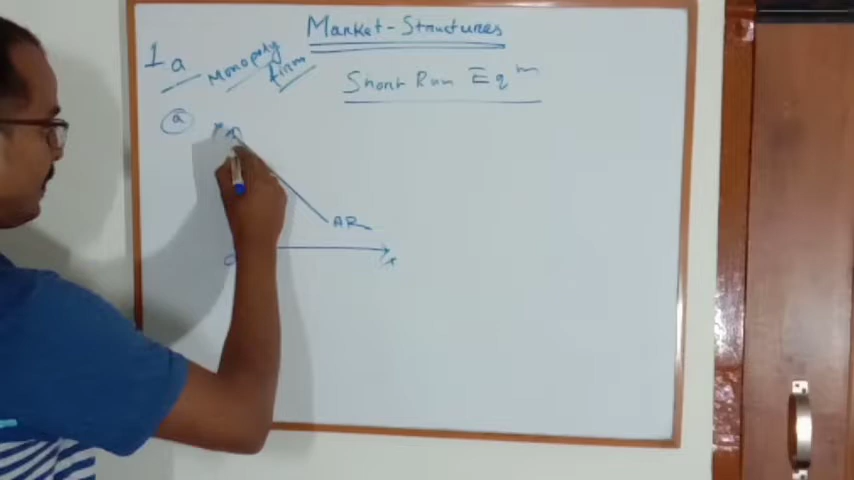 Market-Structures
1a Monopoly firm
Short Run Eqm
a
AR
x